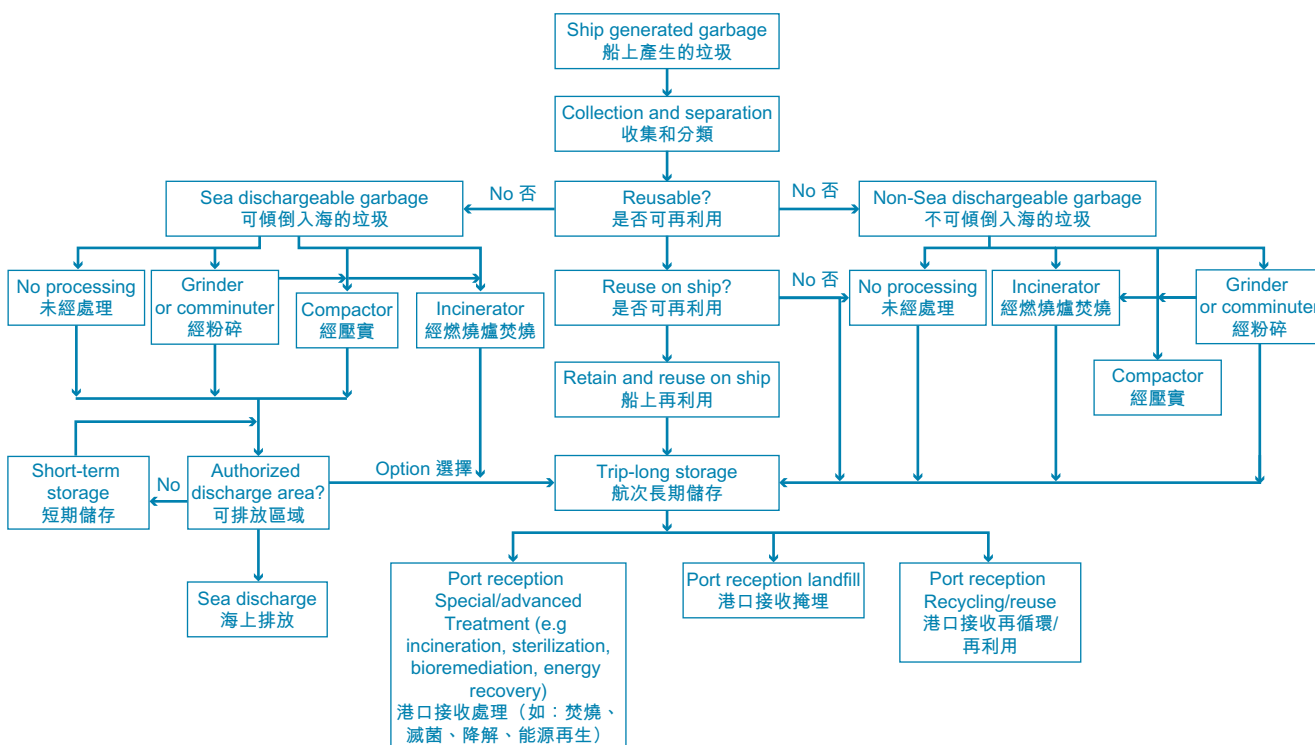 Ship generated garbage
船上產生的垃圾
Collection and separation
收集和分類
No 否
No 否
Sea dischargeable garbage
可傾倒入海的垃圾
Reusable?
是否可再利用
Non-Sea dischargeable garbage
不可傾倒入海的垃圾
No processing
未經處理
Grinder
or comminuter
經粉碎
Compactor
經壓實
Incinerator
經燃燒爐焚燒
Reuse on ship?
是否可再利用
No 否
No processing
未經處理
Incinerator
經燃燒爐焚燒
Grinder
or comminuter
經粉碎
Compactor
經壓實
Retain and reuse on ship
船上再利用
Short-term
storage
短期儲存
No
Authorized
discharge area?
可排放區域
Option 選擇
Trip-long storage
航次長期儲存
Sea discharge
海上排放
Port reception
Special/advanced
Treatment (e.g
incineration, sterilization,
bioremediation, energy
recovery)
港口接收處理（如：焚燒、
滅菌、降解、能源再生）
Port reception landfill
港口接收掩埋
Port reception
Recycling/reuse
港口接收再循環/
再利用